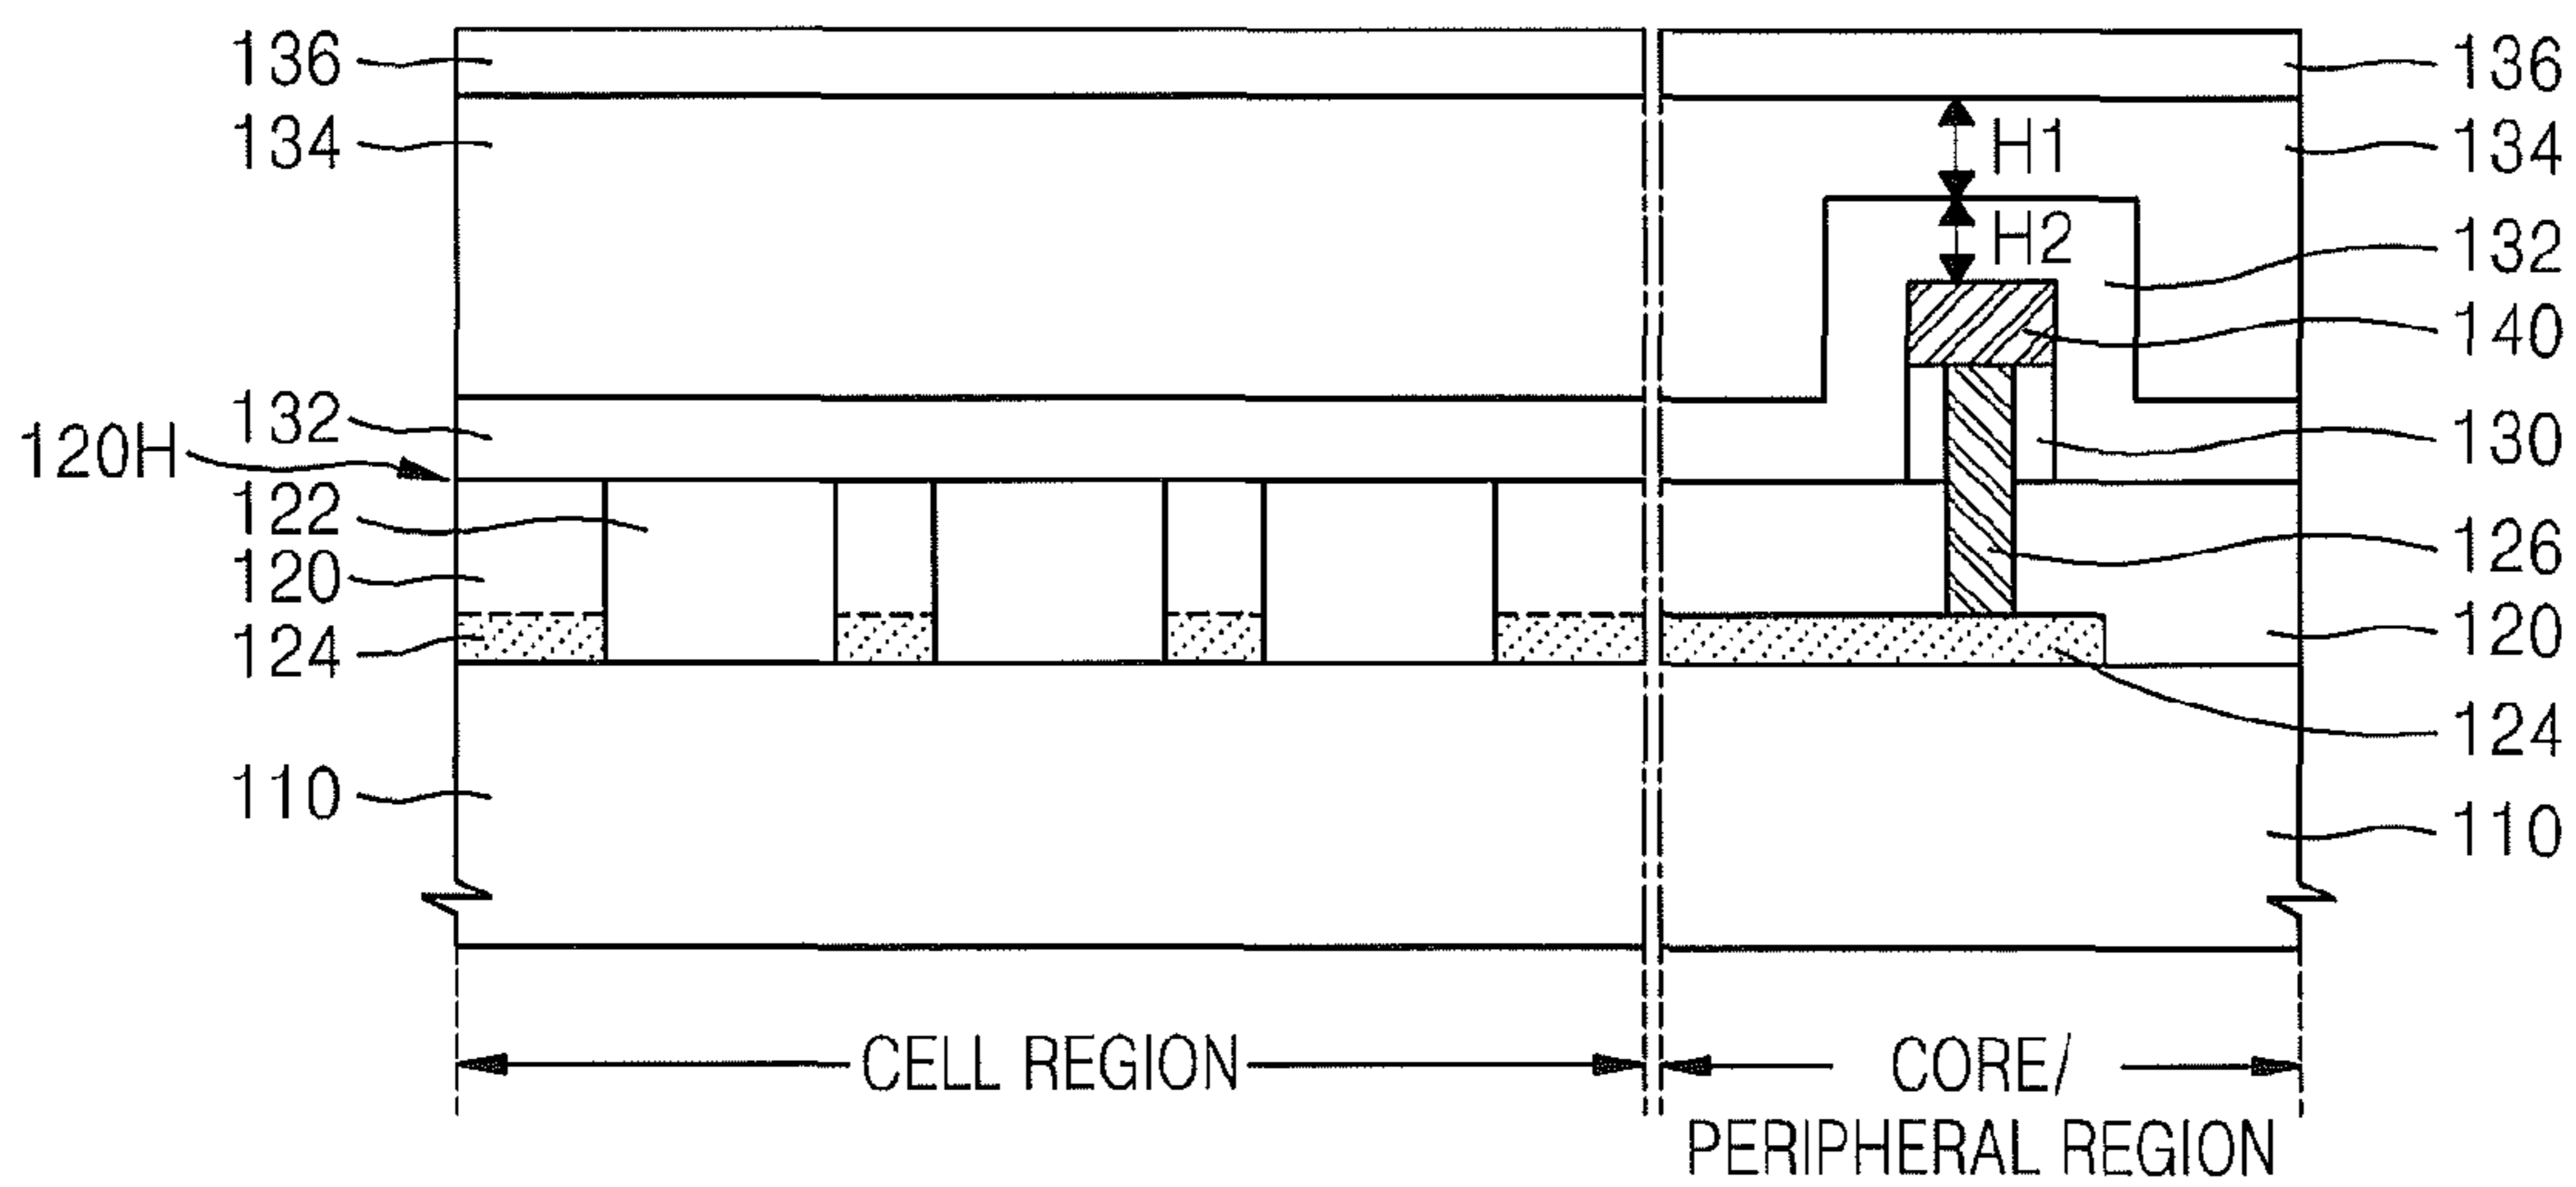 136
136
134
H1
134
H2
132
140
132
130
120H
122
126
120
120
124
124
110
110
CELL REGION
CORE/
PERIPHERAL REGION